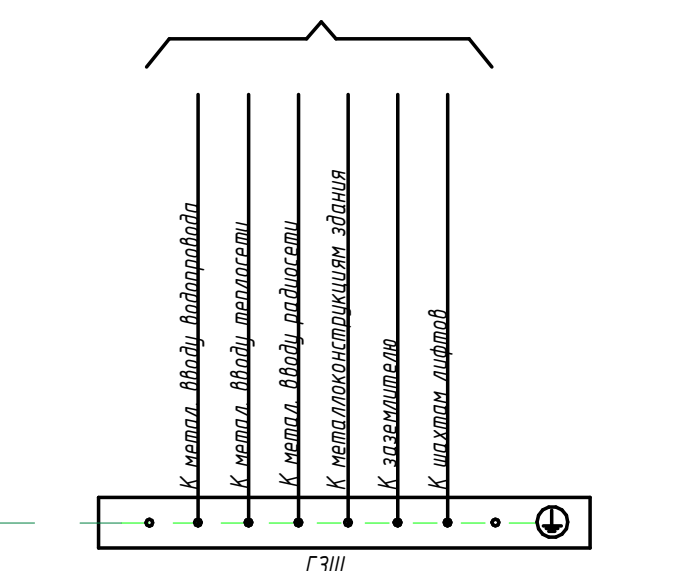 К метал. вводу водопровода
К метал. вводу теплосети
К метал. вводу радиосети
К металлоконструкциям здания
К заземлителю
К шахтам лифтов
ГЗШ